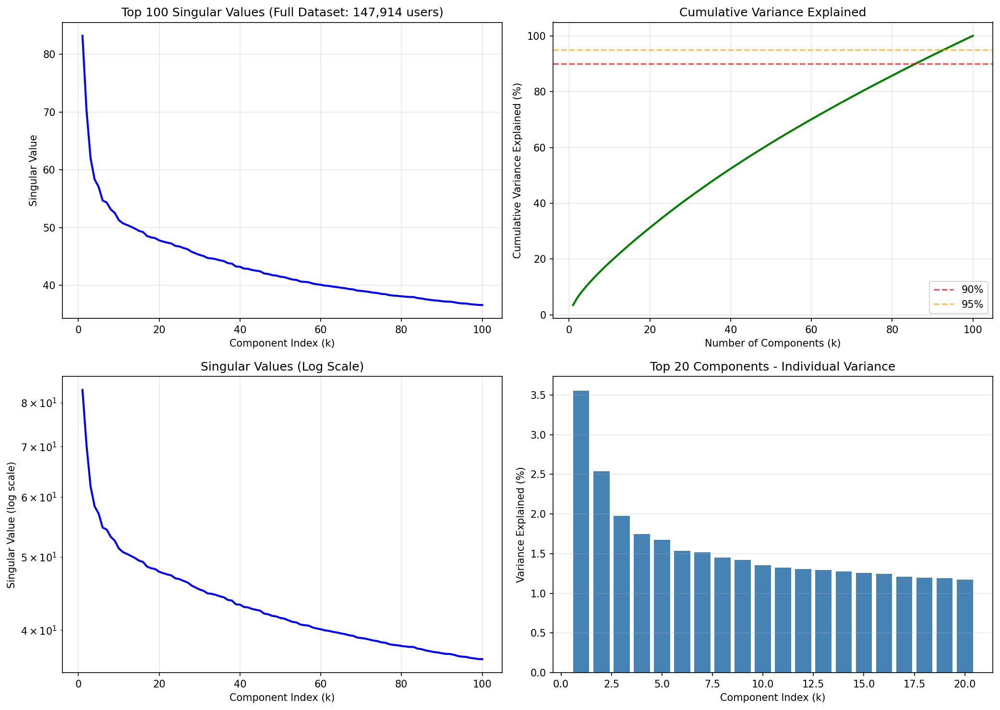 Top 100 Singular Values (Full Dataset: 147,914 users)
Singular Value
80
70
60
50
40
0 20 40 60 80 100
Component Index (k)
Cumulative Variance Explained
Cumulative Variance Explained (%)
100
80
60
40
20
0
90%
95%
0 20 40 60 80 100
Number of Components (k)
Singular Values (Log Scale)
Singular Value (log scale)
8 × 10¹
7 × 10¹
6 × 10¹
5 × 10¹
4 × 10¹
0 20 40 60 80 100
Component Index (k)
Top 20 Components - Individual Variance
Variance Explained (%)
3.5
3.0
2.5
2.0
1.5
1.0
0.5
0.0
0.0 2.5 5.0 7.5 10.0 12.5 15.0 17.5 20.0
Component Index (k)